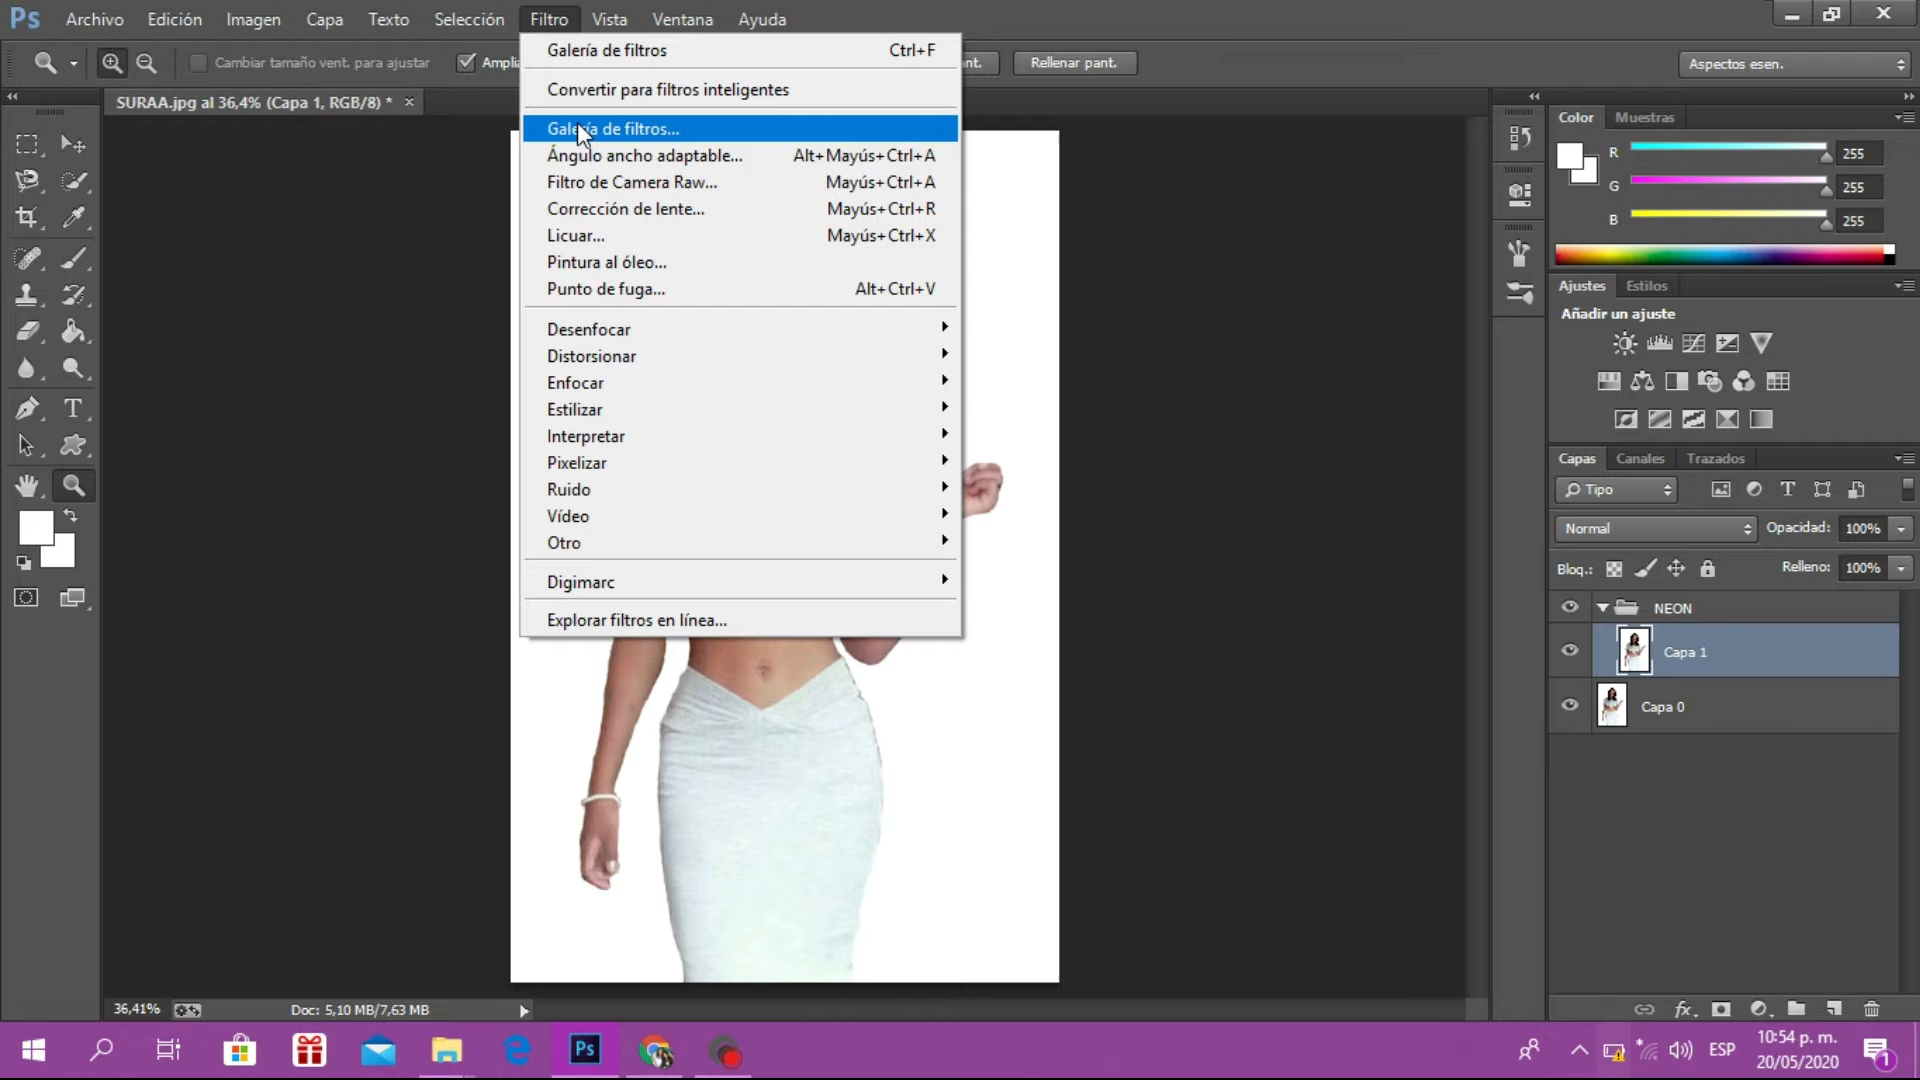 Ps Archivo Edición Imagen Capa Texto Selección Filtro Vista Ventana Ayuda
Cambiar tamaño vent. para ajustar
nt. Rellenar pant. Aspectos esen.
SURAA.jpg al 36,4% (Capa 1, RGB/8) * ×
Galería de filtros Ctrl+F
Convertir para filtros inteligentes
Galería de filtros...
Ángulo ancho adaptable... Alt+Mayús+Ctrl+A
Filtro de Camera Raw... Mayús+Ctrl+A
Corrección de lente... Mayús+Ctrl+R
Licuar... Mayús+Ctrl+X
Pintura al óleo...
Punto de fuga... Alt+Ctrl+V
Desenfocar
Distorsionar
Enfocar
Estilizar
Interpretar
Pixelizar
Ruido
Vídeo
Otro
Digimarc
Explorar filtros en línea...
Color Muestras
R 255
G 255
B 255
Ajustes Estilos
Añadir un ajuste
Capas Canales Trazados
Tipo
Normal Opacidad: 100%
Bloq.: Relleno: 100%
NEON
Capa 1
Capa 0
36,41% Doc: 5,10 MB/7,63 MB
Ps ESP 10:54 p. m.
20/05/2020
1